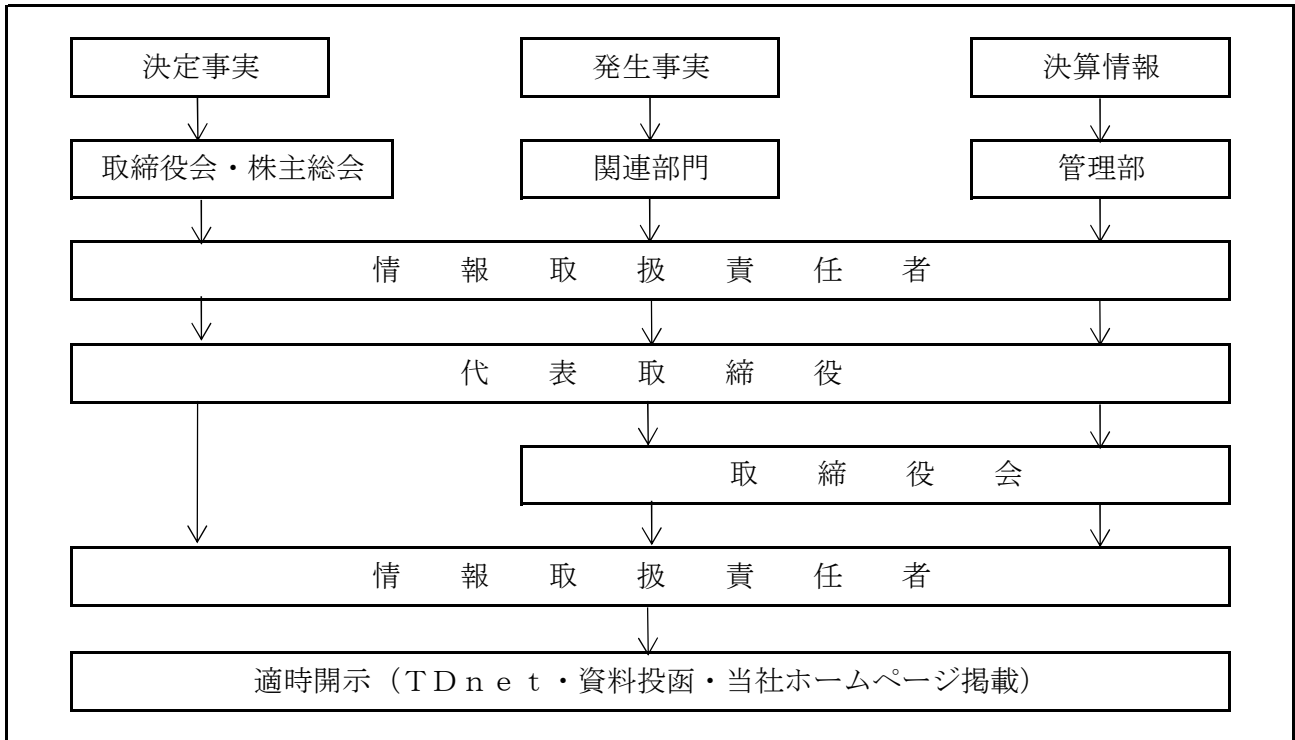 決定事実 発生事実 決算情報
取締役会・株主総会 関連部門 管理部
情報取扱責任者
代表取締役
取締役会
情報取扱責任者
適時開示（ＴＤｎｅｔ・資料投函・当社ホームページ掲載）